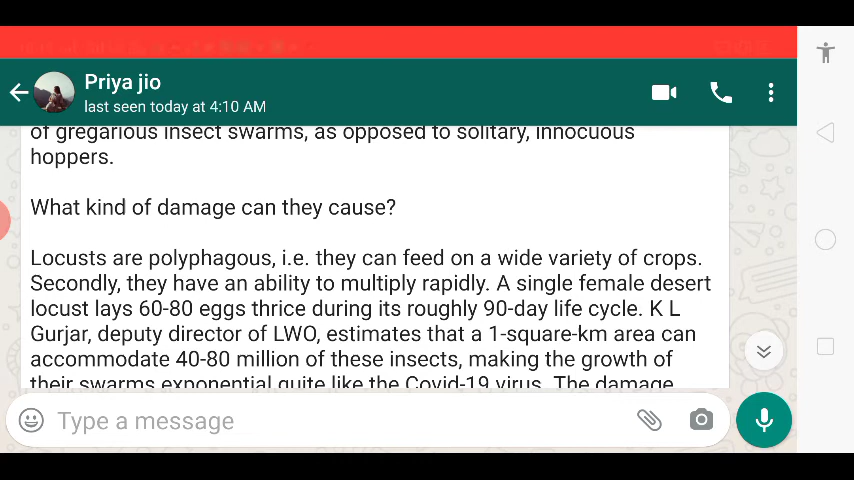 Priya jio
last seen today at 4:10 AM
of gregarious insect swarms, as opposed to solitary, innocuous
hoppers.
What kind of damage can they cause?
Locusts are polyphagous, i.e. they can feed on a wide variety of crops.
Secondly, they have an ability to multiply rapidly. A single female desert
locust lays 60-80 eggs thrice during its roughly 90-day life cycle. K L
Gurjar, deputy director of LWO, estimates that a 1-square-km area can
accommodate 40-80 million of these insects, making the growth of
their swarms exponential quite like the Covid-19 virus. The damage
Type a message